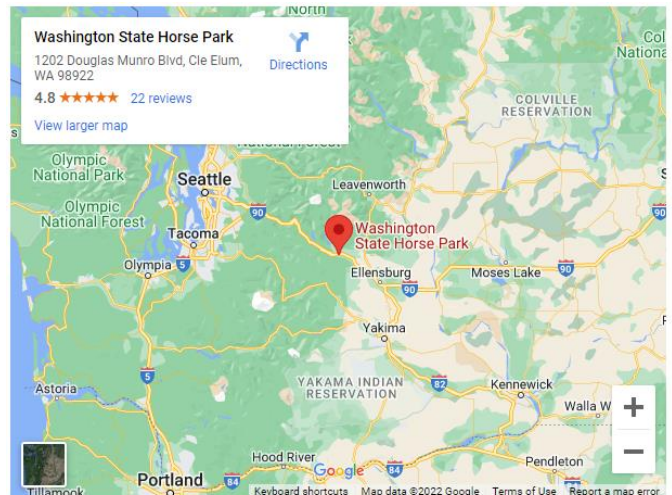 North
Washington State Horse Park
1202 Douglas Munro Blvd, Cle Elum,
WA 98922
Directions
4.8 ★★★★★ 22 reviews
View larger map
National Forest
COLVILLE
RESERVATION
Olympic
National Park
Seattle
Leavenworth
Olympic
National Forest
90
90
Washington
State Horse Park
Tacoma
5
Olympia
Ellensburg
90
Moses Lake
90
Yakima
5
YAKAMA INDIAN
RESERVATION
82
Kennewick
Astoria
Walla W
+
−
Hood River
Pendleton
Google
84
84
Portland
Tillamook
Keyboard shortcuts Map data ©2022 Google Terms of Use Report a map error